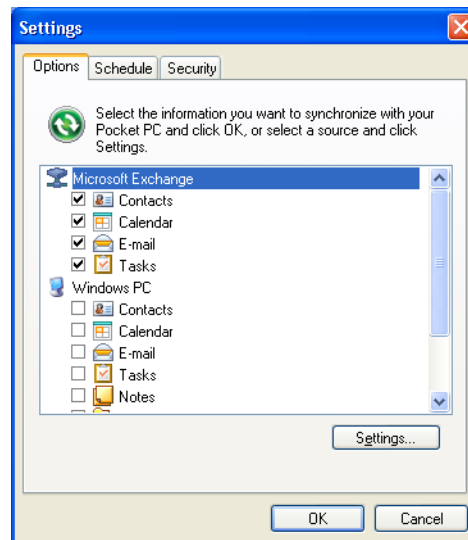 Settings
Options Schedule Security
Select the information you want to synchronize with your
Pocket PC and click OK, or select a source and click
Settings.
Microsoft Exchange
Contacts
Calendar
E-mail
Tasks
Windows PC
Contacts
Calendar
E-mail
Tasks
Notes
Settings...
OK Cancel